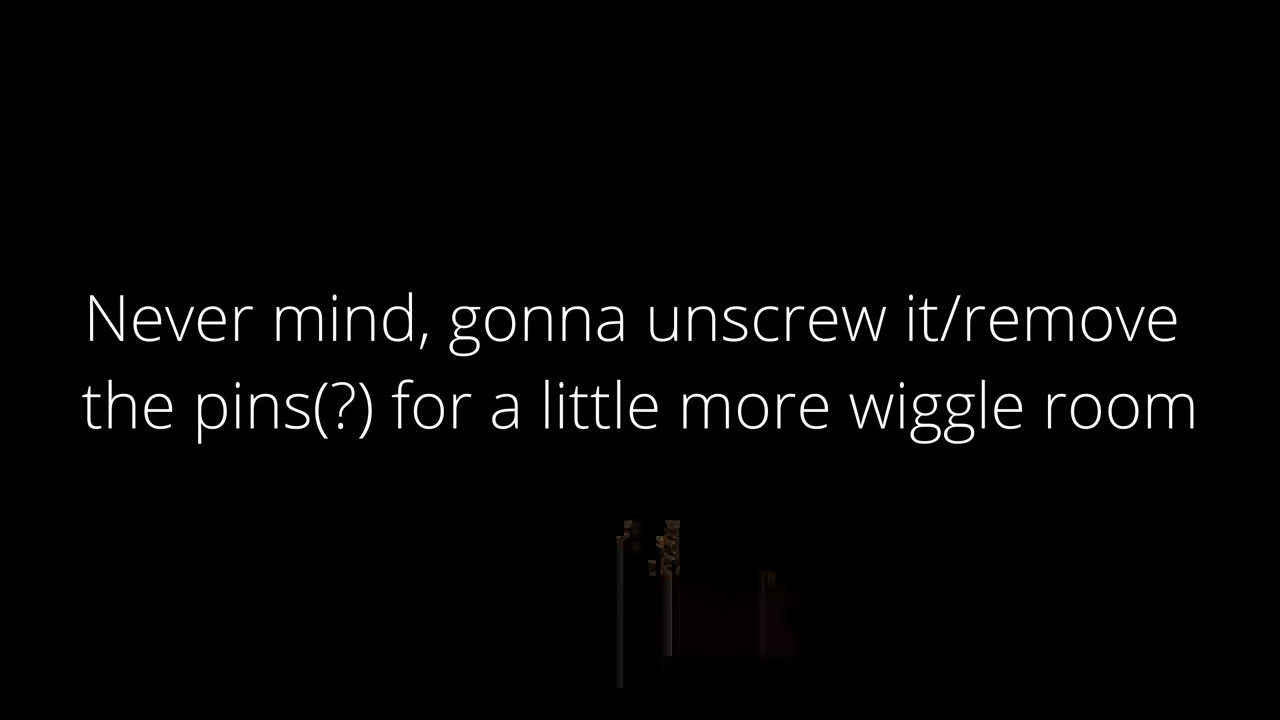 Never mind, gonna unscrew it/remove
the pins(?) for a little more wiggle room